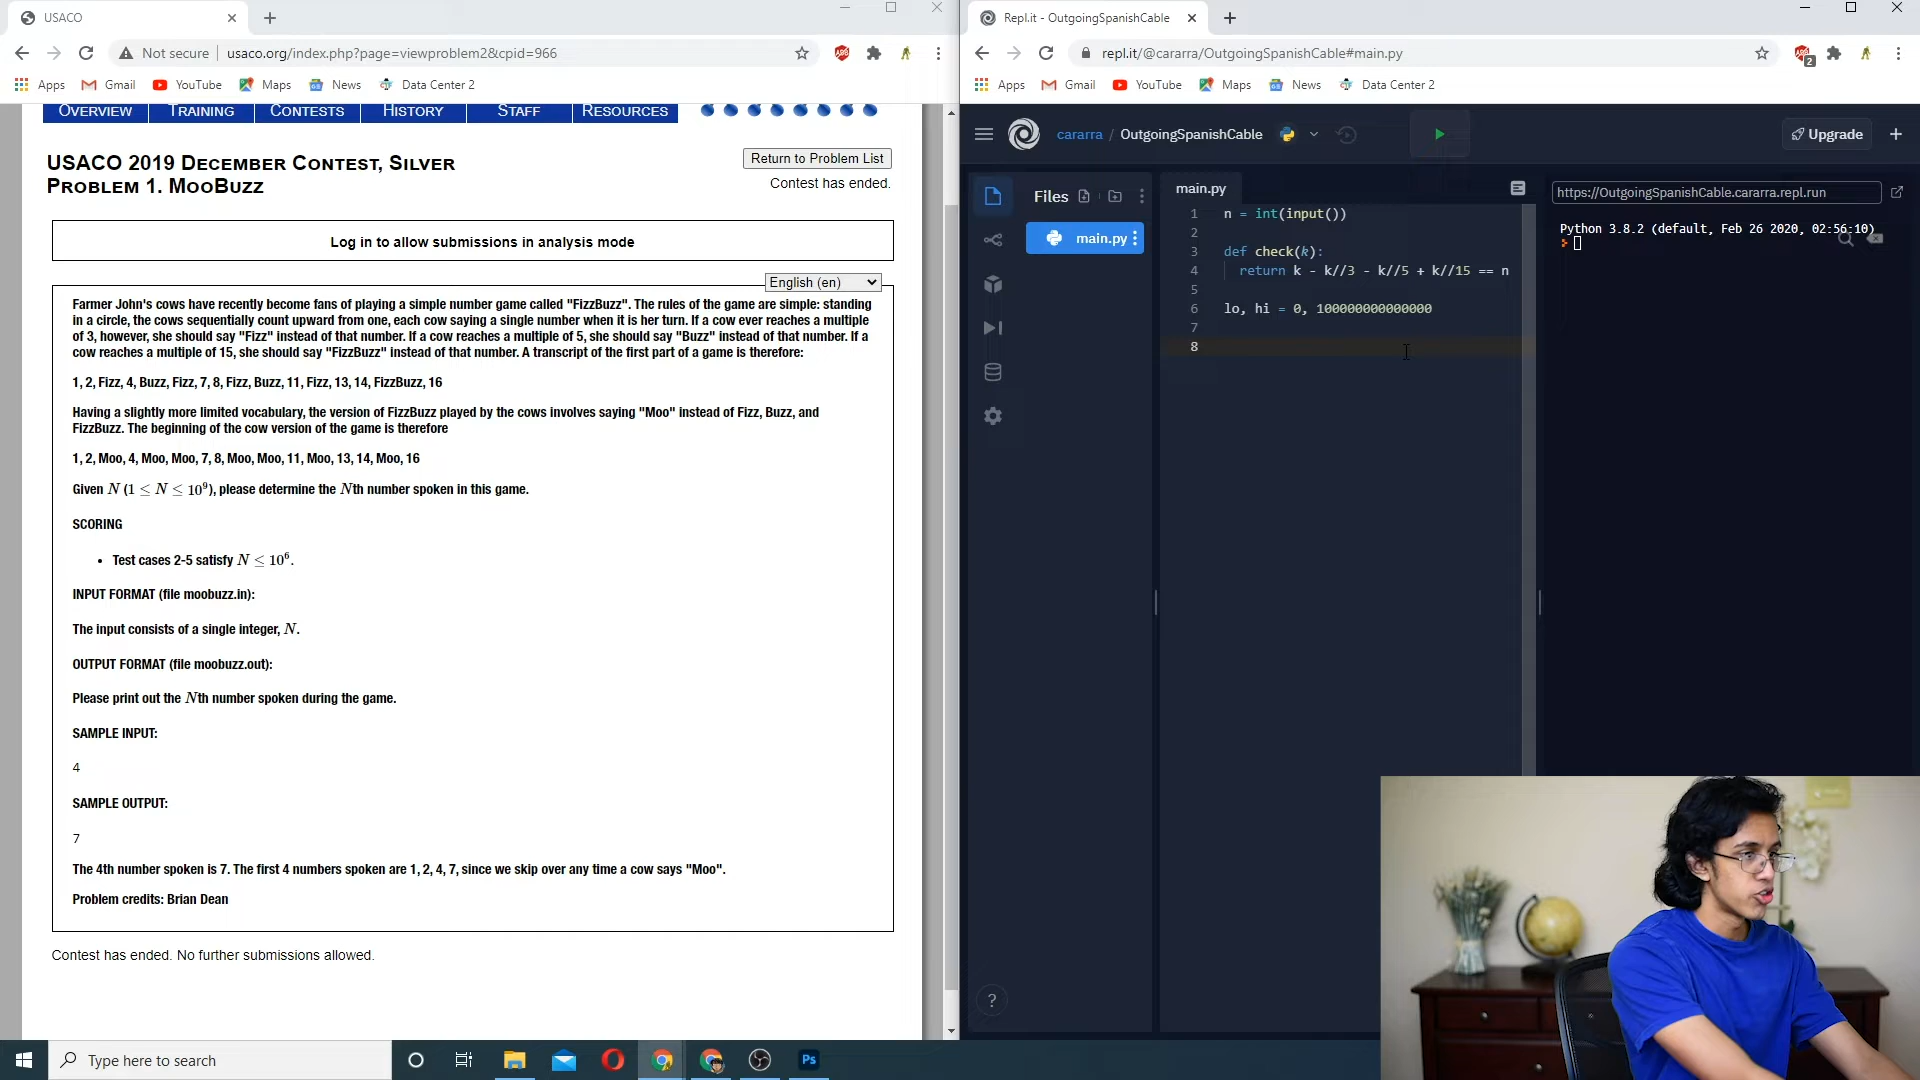 USACO
Not secure
usaco.org/index.php?page=viewproblem2&cpid=966
Apps
Gmail
YouTube
Maps
News
Data Center 2
OVERVIEW
TRAINING
CONTESTS
HISTORY
STAFF
RESOURCES
USACO 2019 DECEMBER CONTEST, SILVER
PROBLEM 1. MOOBUZZ
Return to Problem List
Contest has ended.
Log in to allow submissions in analysis mode
English (en)
Farmer John's cows have recently become fans of playing a simple number game called "FizzBuzz". The rules of the game are simple: standing
in a circle, the cows sequentially count upward from one, each cow saying a single number when it is her turn. If a cow ever reaches a multiple
of 3, however, she should say "Fizz" instead of that number. If a cow reaches a multiple of 5, she should say "Buzz" instead of that number. If a
cow reaches a multiple of 15, she should say "FizzBuzz" instead of that number. A transcript of the first part of a game is therefore:
1, 2, Fizz, 4, Buzz, Fizz, 7, 8, Fizz, Buzz, 11, Fizz, 13, 14, FizzBuzz, 16
Having a slightly more limited vocabulary, the version of FizzBuzz played by the cows involves saying "Moo" instead of Fizz, Buzz, and
FizzBuzz. The beginning of the cow version of the game is therefore
1, 2, Moo, 4, Moo, Moo, 7, 8, Moo, Moo, 11, Moo, 13, 14, Moo, 16
Given N (1 ≤ N ≤ 10⁹), please determine the Nth number spoken in this game.
SCORING
• Test cases 2-5 satisfy N ≤ 10⁶.
INPUT FORMAT (file moobuzz.in):
The input consists of a single integer, N.
OUTPUT FORMAT (file moobuzz.out):
Please print out the Nth number spoken during the game.
SAMPLE INPUT:
4
SAMPLE OUTPUT:
7
The 4th number spoken is 7. The first 4 numbers spoken are 1, 2, 4, 7, since we skip over any time a cow says "Moo".
Problem credits: Brian Dean
Contest has ended. No further submissions allowed.
Repl.it - OutgoingSpanishCable
repl.it/@cararra/OutgoingSpanishCable#main.py
2
Apps
Gmail
YouTube
Maps
News
Data Center 2
cararra / OutgoingSpanishCable
Upgrade
Files
main.py
main.py
1 n = int(input())
2
3 def check(k):
4 return k - k//3 - k//5 + k//15 == n
5
6 lo, hi = 0, 100000000000000
7
8
https://OutgoingSpanishCable.cararra.repl.run
Python 3.8.2 (default, Feb 26 2020, 02:56:10)
?
Type here to search
Ps